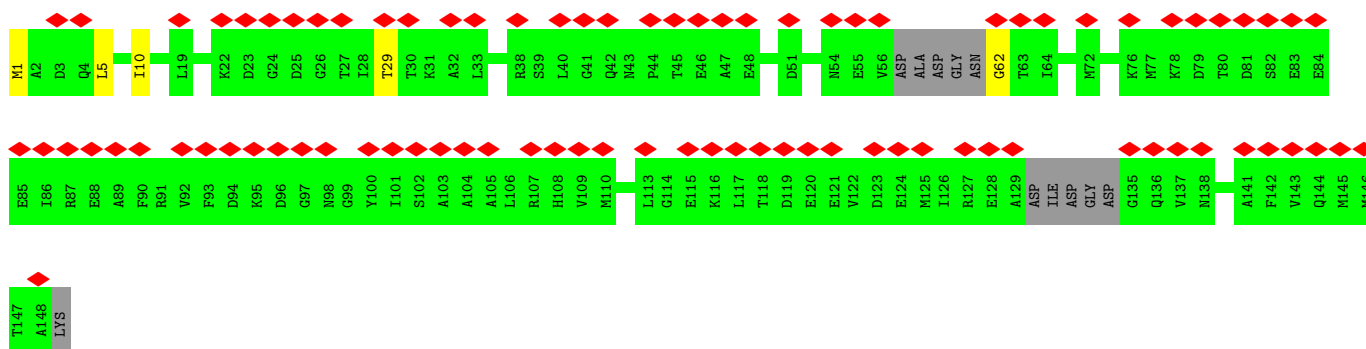 M1 A2 D3 Q4 L5 I10 L19 K22 D23 G24 D25 G26 T27 I28 T29 T30 K31 A32 L33 R38 S39 L40 G41 Q42 N43 P44 T45 E46 A47 E48 D51 N54 E55 V56 ASP ALA ASP GLY ASN G62 T63 I64 M72 K76 M77 K78 D79 T80 D81 S82 E83 E84
E85 I86 R87 E88 A89 F90 R91 V92 F93 D94 K95 D96 G97 N98 G99 Y100 I101 S102 A103 A104 A105 L106 R107 H108 V109 M110 L113 G114 E115 K116 L117 T118 D119 E120 E121 V122 D123 E124 M125 I126 R127 E128 A129 ASP ILE ASP GLY ASP G135 Q136 V137 N138 A141 F142 V143 Q144 M145 M146
T147 A148 LYS